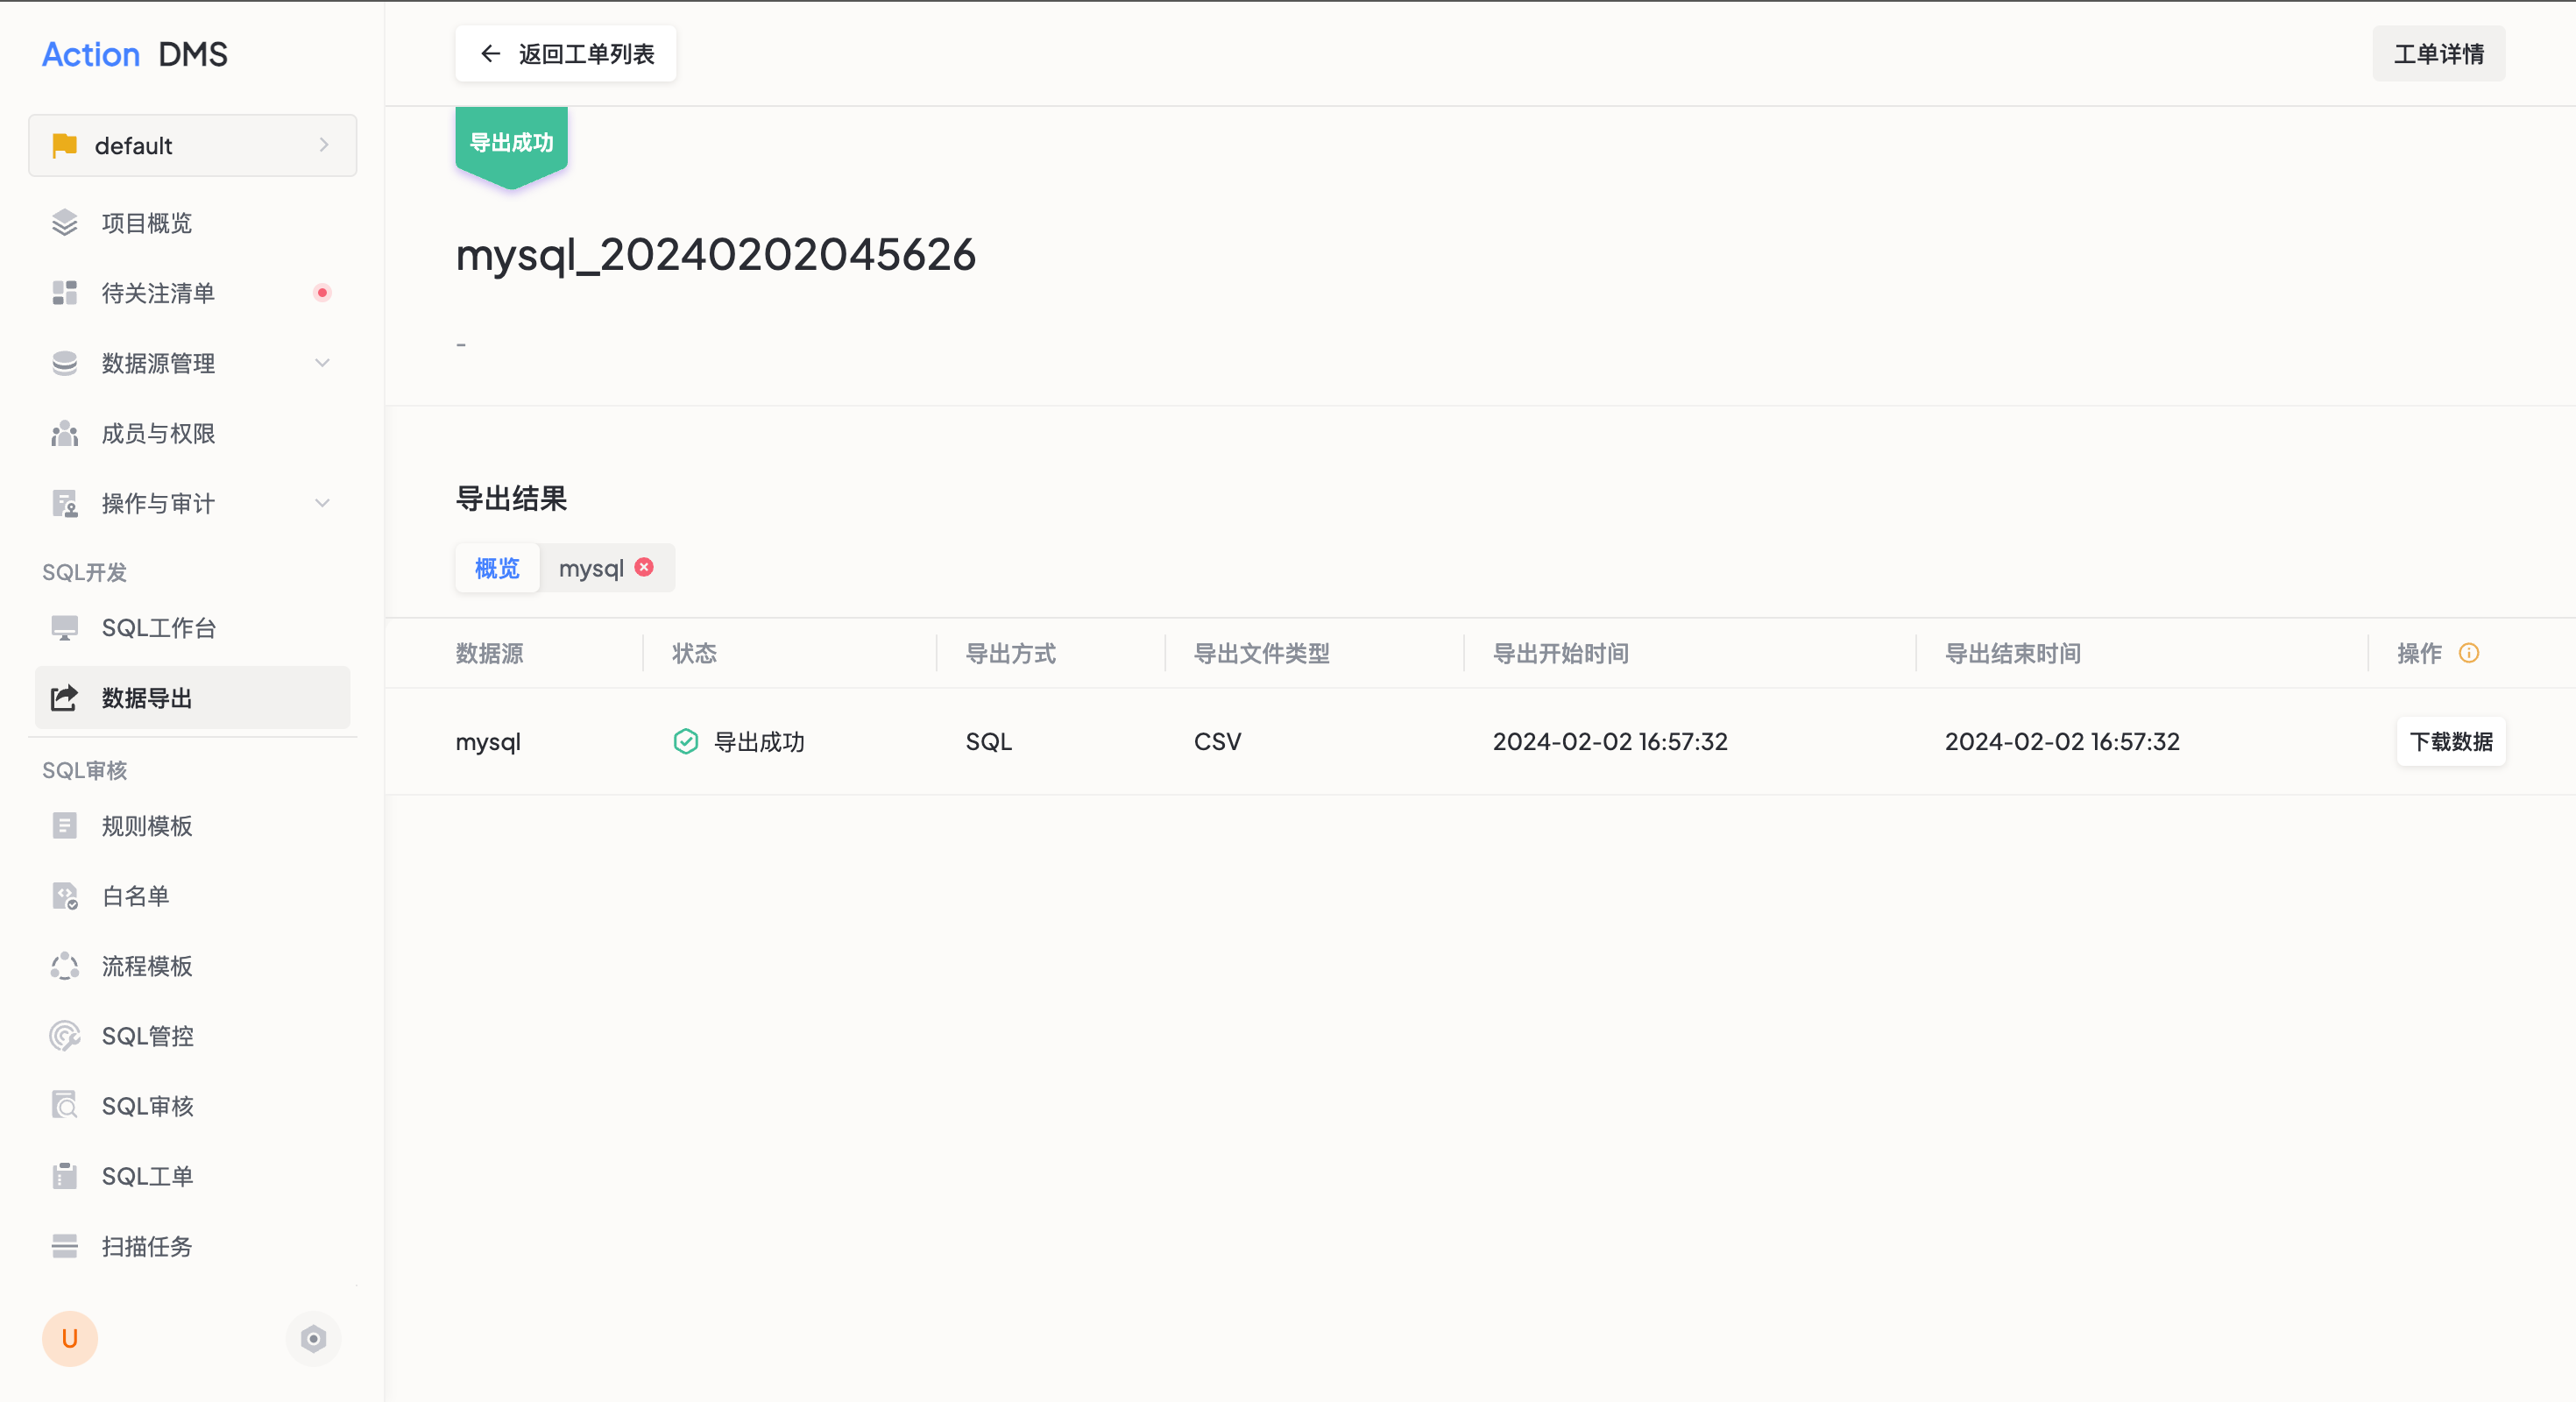 Action DMS
default
项目概览
待关注清单
数据源管理
成员与权限
操作与审计
SQL开发
SQL工作台
数据导出
SQL审核
规则模板
白名单
流程模板
SQL管控
SQL审核
SQL工单
扫描任务
U
返回工单列表
工单详情
导出成功
mysql_20240202045626
-
导出结果
概览 mysql
数据源 状态 导出方式 导出文件类型 导出开始时间 导出结束时间 操作
mysql 导出成功 SQL CSV 2024-02-02 16:57:32 2024-02-02 16:57:32 下载数据